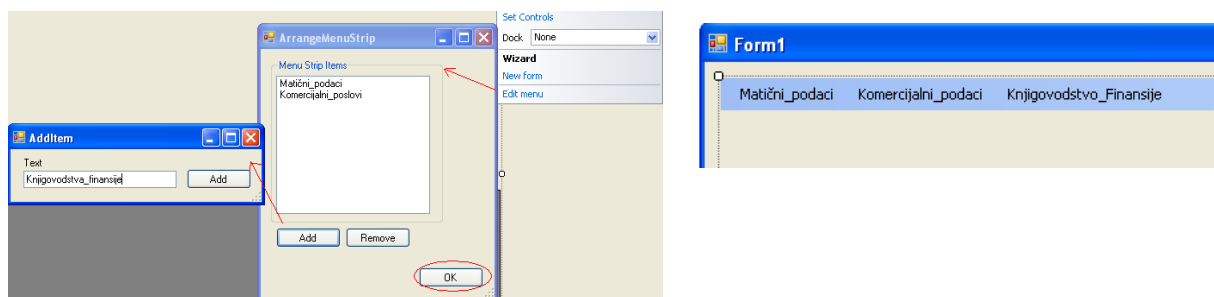 Set Controls
Dock None
Wizard
New form
Edit menu
ArrangeMenuStrip
Menu Strip Items
Matični_podaci
Komercijalni_poslovi
Add Remove
OK
AddItem
Text
Knjigovodstva_finansije
Add
Form1
Matični_podaci Komercijalni_podaci Knjigovodstvo_Finansije